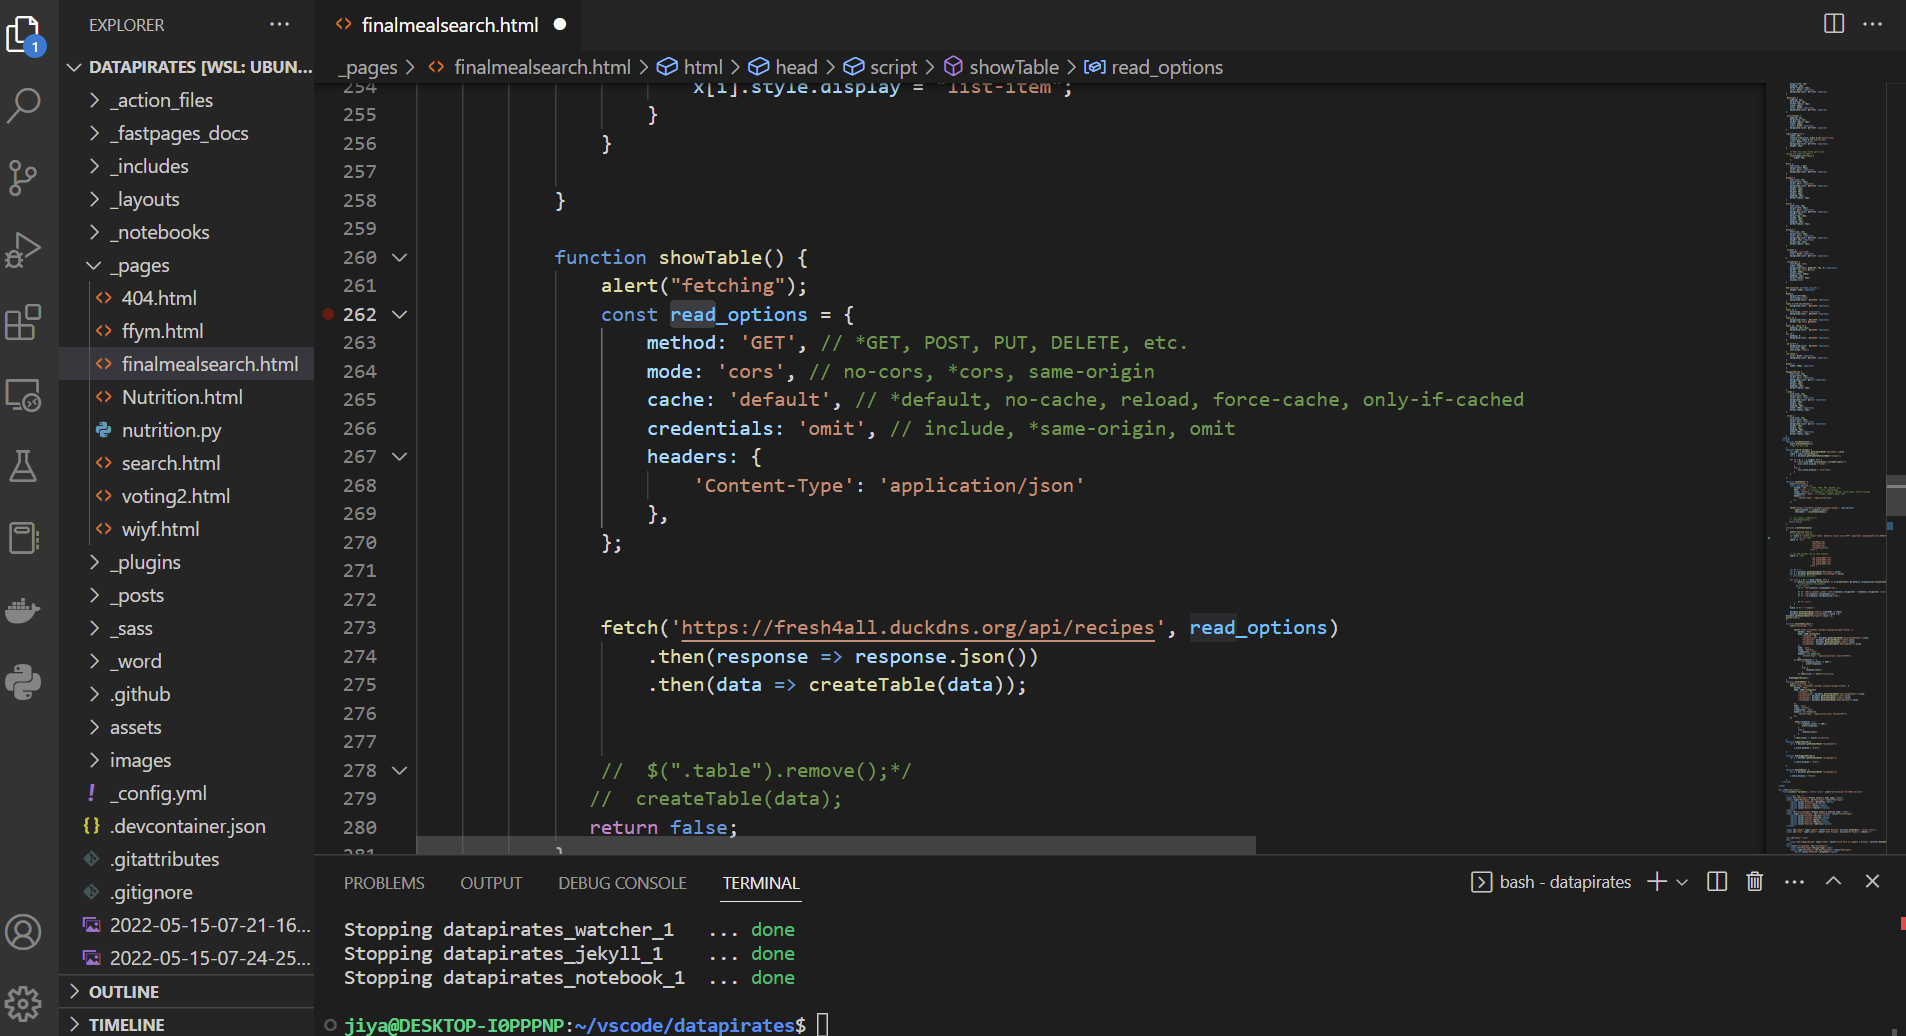 EXPLORER
DATAPIRATES [WSL: UBUN...
_action_files
_fastpages_docs
_includes
_layouts
_notebooks
_pages
404.html
ffym.html
finalmealsearch.html
Nutrition.html
nutrition.py
search.html
voting2.html
wiyf.html
_plugins
_posts
_sass
_word
.github
assets
images
_config.yml
.devcontainer.json
.gitattributes
.gitignore
2022-05-15-07-21-16...
2022-05-15-07-24-25...
OUTLINE
TIMELINE
1
finalmealsearch.html
_pages > finalmealsearch.html > html > head > script > showTable > read_options
254 x[i].style.display = "list-item";
255 }
256 }
257
258 }
259
260 function showTable() {
261 alert("fetching");
262 const read_options = {
263 method: 'GET', // *GET, POST, PUT, DELETE, etc.
264 mode: 'cors', // no-cors, *cors, same-origin
265 cache: 'default', // *default, no-cache, reload, force-cache, only-if-cached
266 credentials: 'omit', // include, *same-origin, omit
267 headers: {
268 'Content-Type': 'application/json'
269 },
270 };
271
272
273 fetch('https://fresh4all.duckdns.org/api/recipes', read_options)
274 .then(response => response.json())
275 .then(data => createTable(data));
276
277
278 // $(".table").remove();*/
279 // createTable(data);
280 return false;
281 }
PROBLEMS OUTPUT DEBUG CONSOLE TERMINAL
bash - datapirates
Stopping datapirates_watcher_1 ... done
Stopping datapirates_jekyll_1 ... done
Stopping datapirates_notebook_1 ... done
jiya@DESKTOP-I0PPPNP:~/vscode/datapirates$